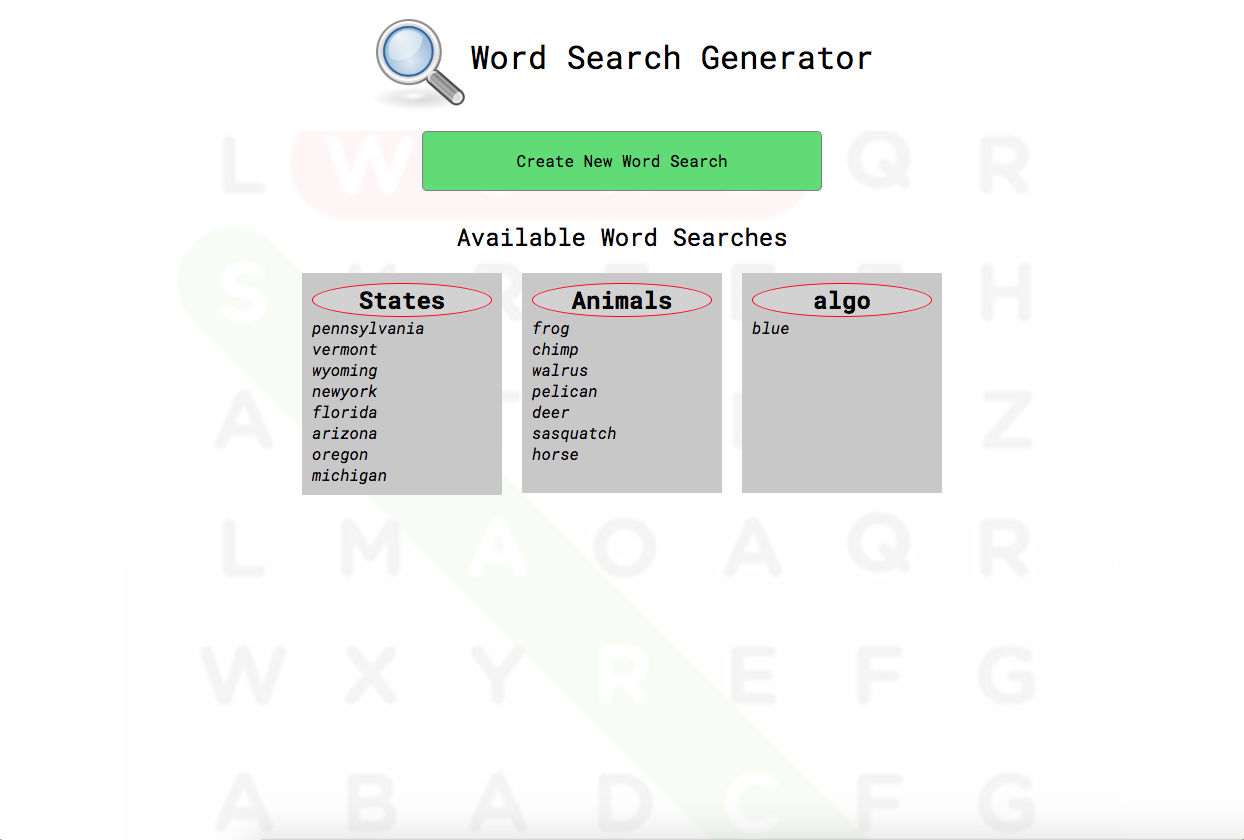 Word Search Generator
Create New Word Search
Available Word Searches
States
pennsylvania
vermont
wyoming
newyork
florida
arizona
oregon
michigan
Animals
frog
chimp
walrus
pelican
deer
sasquatch
horse
algo
blue
L W Q R
S H
A Z
L M A O A Q R
W X Y R E F G
A B A D C F G